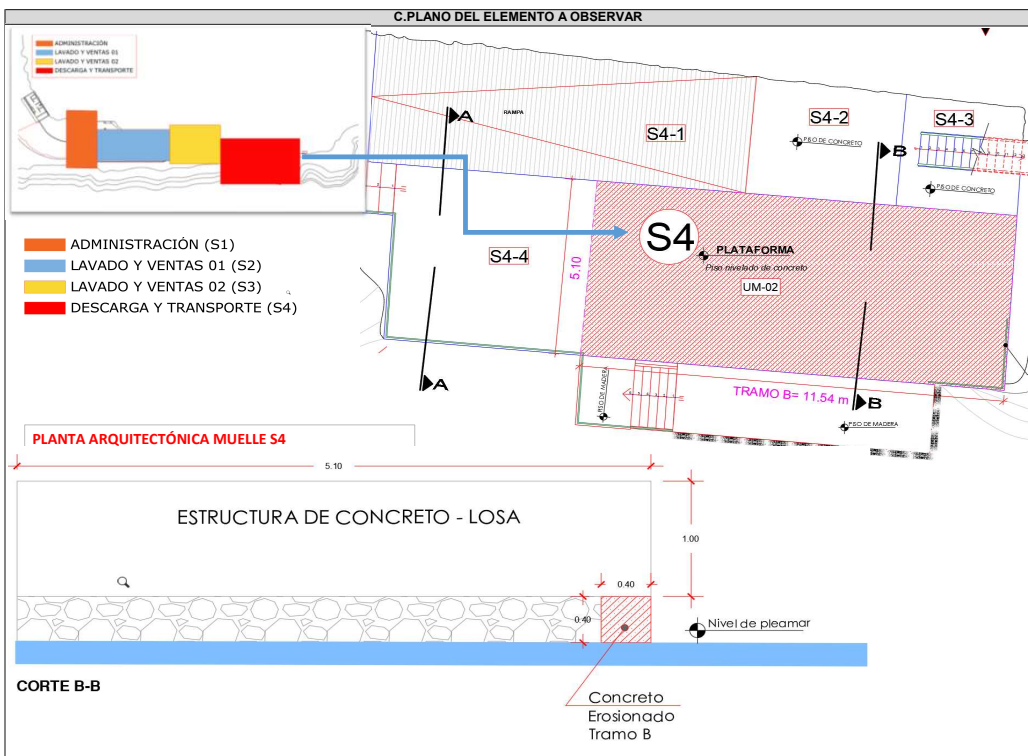 C.PLANO DEL ELEMENTO A OBSERVAR
ADMINISTRACIÓN
LAVADO Y VENTAS 01
LAVADO Y VENTAS 02
DESCARGA Y TRANSPORTE
ADMINISTRACIÓN (S1)
LAVADO Y VENTAS 01 (S2)
LAVADO Y VENTAS 02 (S3)
DESCARGA Y TRANSPORTE (S4)
A
RAMPA
S4-1
S4-2
PISO DE CONCRETO
B
S4-3
PISO DE CONCRETO
S4-4
5.10
S4
PLATAFORMA
Piso nivelado de concreto
UM-02
A
PISO DE MADERA
TRAMO B= 11.54 m
B
PISO DE MADERA
PLANTA ARQUITECTÓNICA MUELLE S4
5.10
ESTRUCTURA DE CONCRETO - LOSA
1.00
0.40
0.40
Nivel de pleamar
CORTE B-B
Concreto
Erosionado
Tramo B